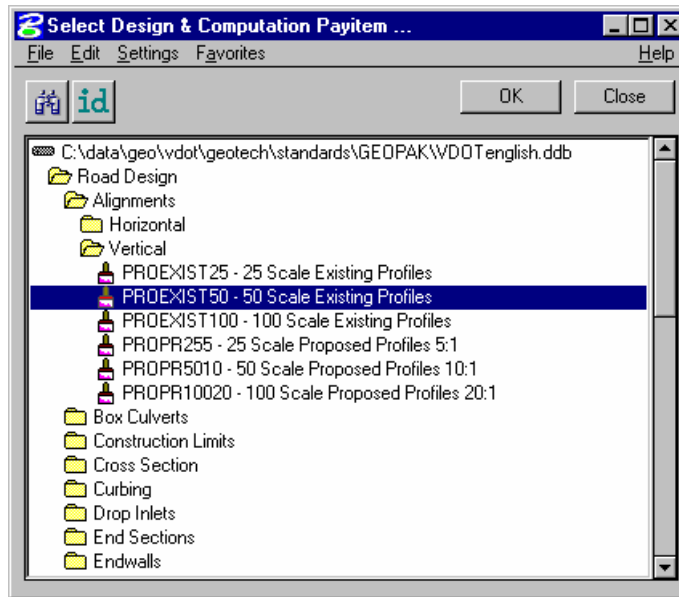 Select Design & Computation Payitem ...
File Edit Settings Favorites Help
id OK Close
C:\data\geo\vdot\geotech\standards\GEOPAK\VDOTenglish.ddb
Road Design
Alignments
Horizontal
Vertical
PROEXIST25 - 25 Scale Existing Profiles
PROEXIST50 - 50 Scale Existing Profiles
PROEXIST100 - 100 Scale Existing Profiles
PROPR255 - 25 Scale Proposed Profiles 5:1
PROPR5010 - 50 Scale Proposed Profiles 10:1
PROPR10020 - 100 Scale Proposed Profiles 20:1
Box Culverts
Construction Limits
Cross Section
Curbing
Drop Inlets
End Sections
Endwalls